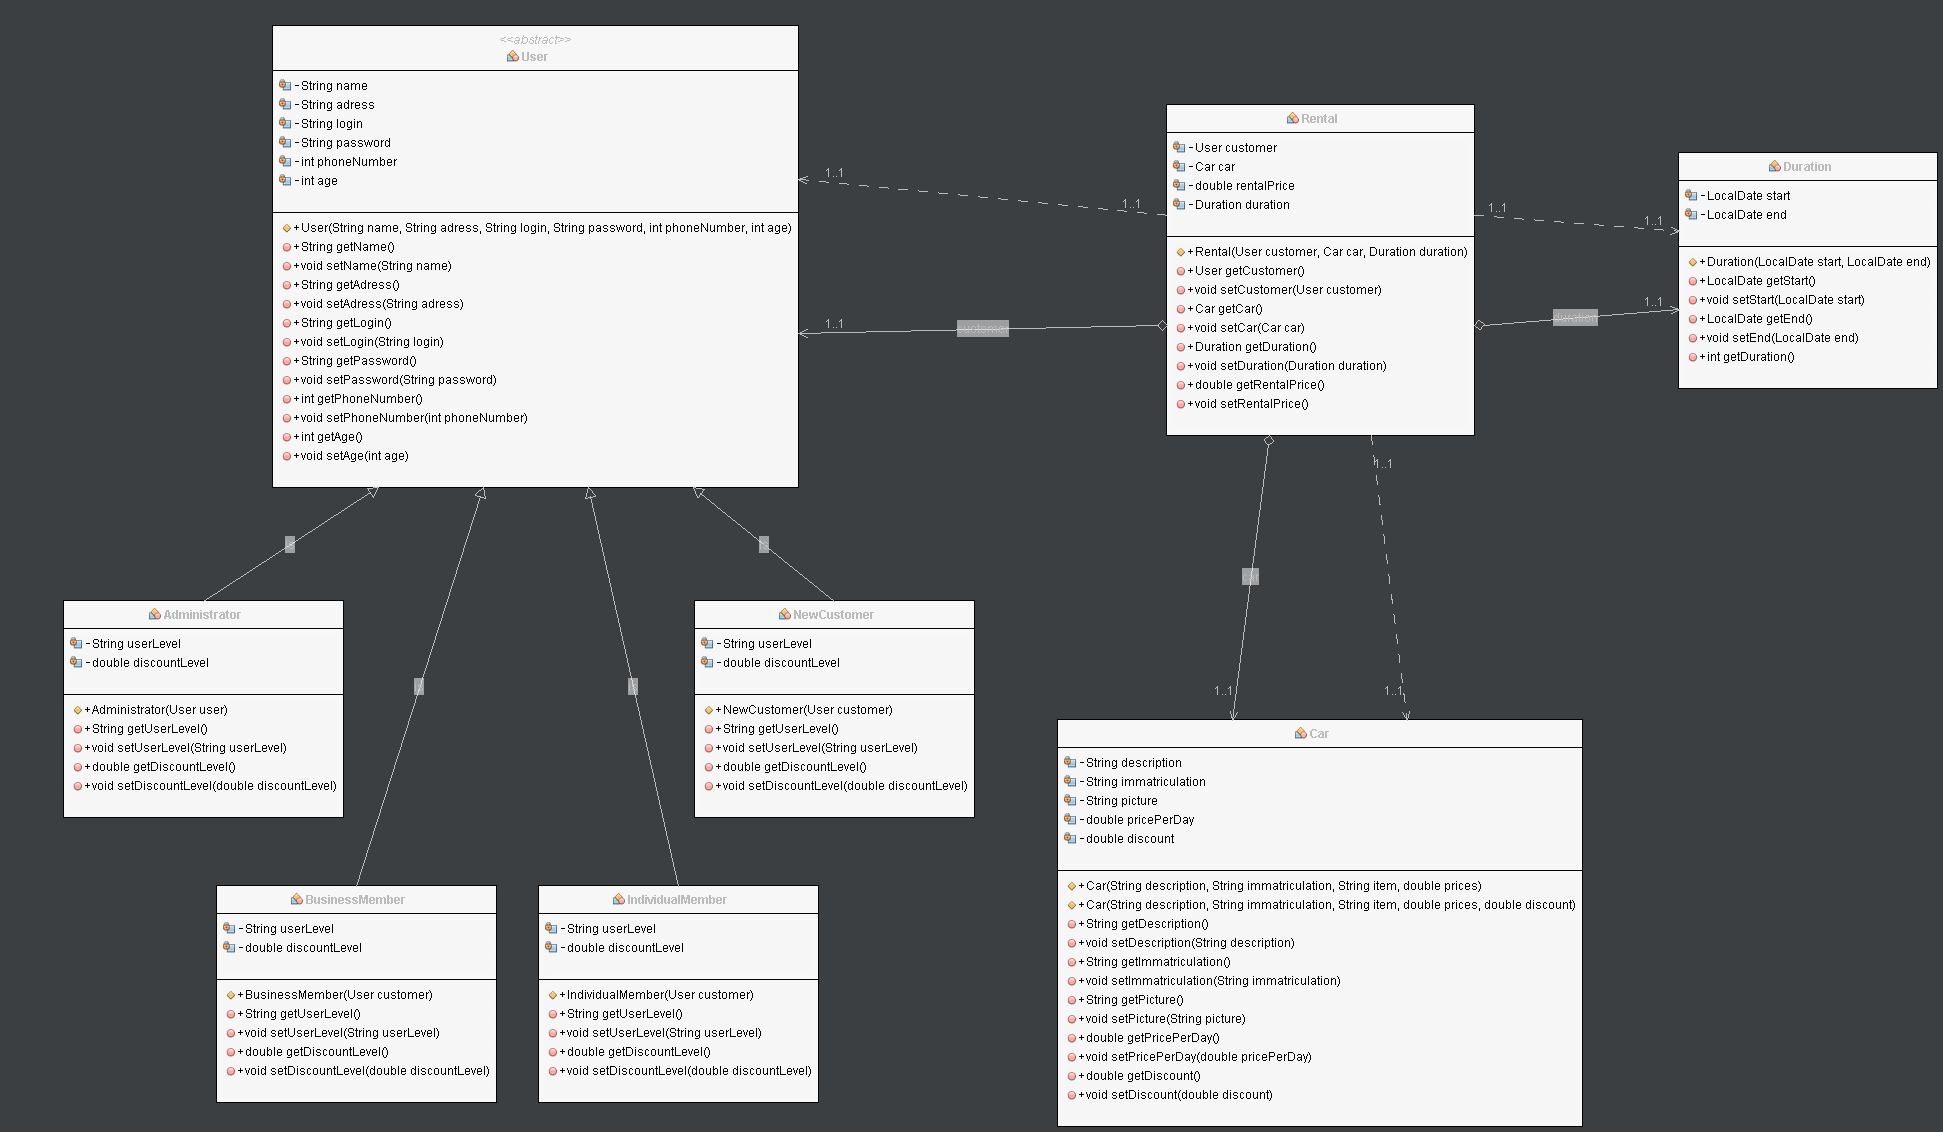 <<abstract>>
User
-String name
-String adress
-String login
-String password
-int phoneNumber
-int age
+User(String name, String adress, String login, String password, int phoneNumber, int age)
+String getName()
+void setName(String name)
+String getAdress()
+void setAdress(String adress)
+String getLogin()
+void setLogin(String login)
+String getPassword()
+void setPassword(String password)
+int getPhoneNumber()
+void setPhoneNumber(int phoneNumber)
+int getAge()
+void setAge(int age)
1..1
1..1
1..1
customer
Rental
-User customer
-Car car
-double rentalPrice
-Duration duration
+Rental(User customer, Car car, Duration duration)
+User getCustomer()
+void setCustomer(User customer)
+Car getCar()
+void setCar(Car car)
+Duration getDuration()
+void setDuration(Duration duration)
+double getRentalPrice()
+void setRentalPrice()
1..1
1..1
1..1
duration
Duration
-LocalDate start
-LocalDate end
+Duration(LocalDate start, LocalDate end)
+LocalDate getStart()
+void setStart(LocalDate start)
+LocalDate getEnd()
+void setEnd(LocalDate end)
+int getDuration()
Administrator
-String userLevel
-double discountLevel
+Administrator(User user)
+String getUserLevel()
+void setUserLevel(String userLevel)
+double getDiscountLevel()
+void setDiscountLevel(double discountLevel)
NewCustomer
-String userLevel
-double discountLevel
+NewCustomer(User customer)
+String getUserLevel()
+void setUserLevel(String userLevel)
+double getDiscountLevel()
+void setDiscountLevel(double discountLevel)
BusinessMember
-String userLevel
-double discountLevel
+BusinessMember(User customer)
+String getUserLevel()
+void setUserLevel(String userLevel)
+double getDiscountLevel()
+void setDiscountLevel(double discountLevel)
IndividualMember
-String userLevel
-double discountLevel
+IndividualMember(User customer)
+String getUserLevel()
+void setUserLevel(String userLevel)
+double getDiscountLevel()
+void setDiscountLevel(double discountLevel)
1..1
car
1..1
1..1
Car
-String description
-String immatriculation
-String picture
-double pricePerDay
-double discount
+Car(String description, String immatriculation, String item, double prices)
+Car(String description, String immatriculation, String item, double prices, double discount)
+String getDescription()
+void setDescription(String description)
+String getImmatriculation()
+void setImmatriculation(String immatriculation)
+String getPicture()
+void setPicture(String picture)
+double getPricePerDay()
+void setPricePerDay(double pricePerDay)
+double getDiscount()
+void setDiscount(double discount)